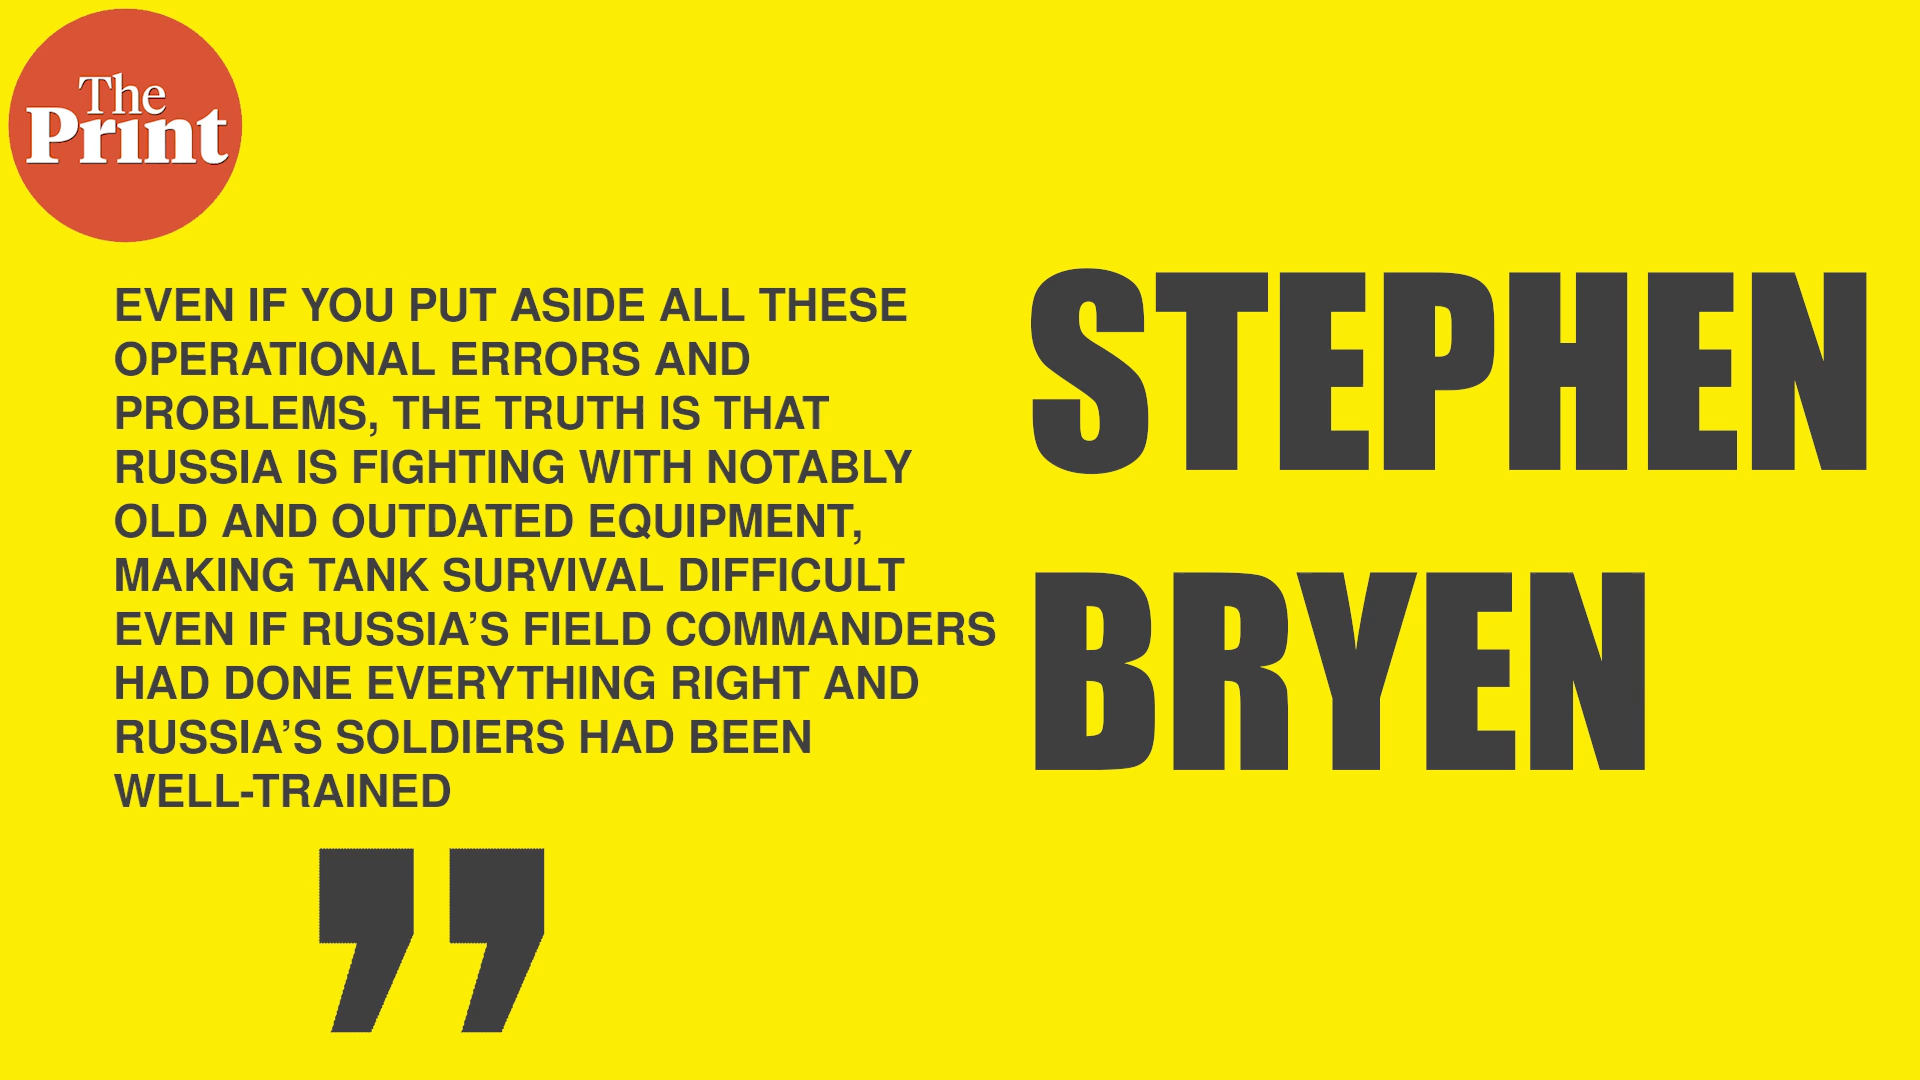 The
Print
EVEN IF YOU PUT ASIDE ALL THESE
OPERATIONAL ERRORS AND
PROBLEMS, THE TRUTH IS THAT
RUSSIA IS FIGHTING WITH NOTABLY
OLD AND OUTDATED EQUIPMENT,
MAKING TANK SURVIVAL DIFFICULT
EVEN IF RUSSIA’S FIELD COMMANDERS
HAD DONE EVERYTHING RIGHT AND
RUSSIA’S SOLDIERS HAD BEEN
WELL-TRAINED
”
STEPHEN
BRYEN